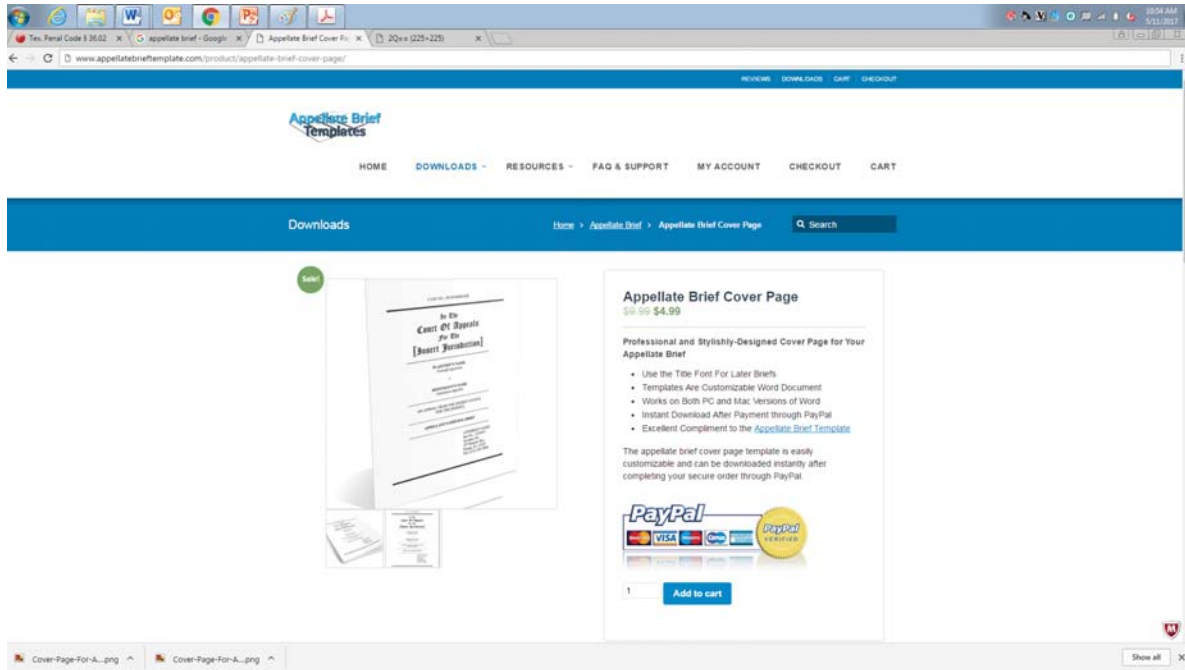 10:54 AM
5/11/2017
Tex. Penal Code § 36.02
appellate brief - Google
Appellate Brief Cover Pa
2Q++ (225+225)
www.appellatebrieftemplate.com/product/appellate-brief-cover-page/
REVIEWS DOWNLOADS CART CHECKOUT
Appellate Brief
Templates
HOME DOWNLOADS RESOURCES FAQ & SUPPORT MY ACCOUNT CHECKOUT CART
Downloads
Home > Appellate Brief > Appellate Brief Cover Page
Search
Sale!
In The
Court Of Appeals
For The
[Insert Jurisdiction]
Appellate Brief Cover Page
$9.99 $4.99
Professional and Stylishly-Designed Cover Page for Your
Appellate Brief
• Use the Title Font For Later Briefs
• Templates Are Customizable Word Document
• Works on Both PC and Mac Versions of Word
• Instant Download After Payment through PayPal
• Excellent Compliment to the Appellate Brief Template
The appellate brief cover page template is easily
customizable and can be downloaded instantly after
completing your secure order through PayPal.
PayPal
VISA
PayPal
VERIFIED
1
Add to cart
Cover-Page-For-A....png
Cover-Page-For-A....png
Show all